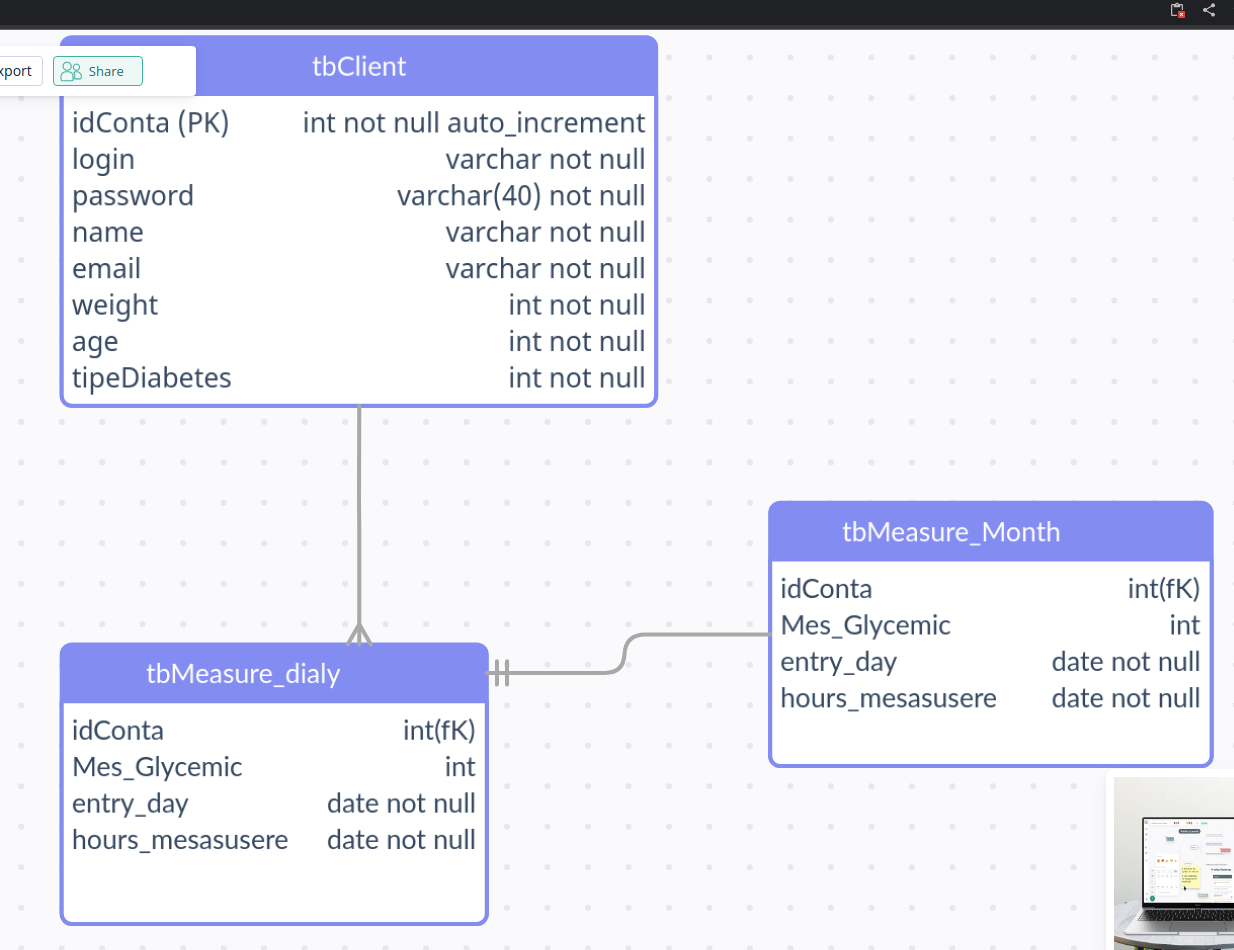 xport
Share
tbClient
idConta (PK) int not null auto_increment
login varchar not null
password varchar(40) not null
name varchar not null
email varchar not null
weight int not null
age int not null
tipeDiabetes int not null
tbMeasure_Month
idConta int(fK)
Mes_Glycemic int
entry_day date not null
hours_mesasusere date not null
tbMeasure_dialy
idConta int(fK)
Mes_Glycemic int
entry_day date not null
hours_mesasusere date not null